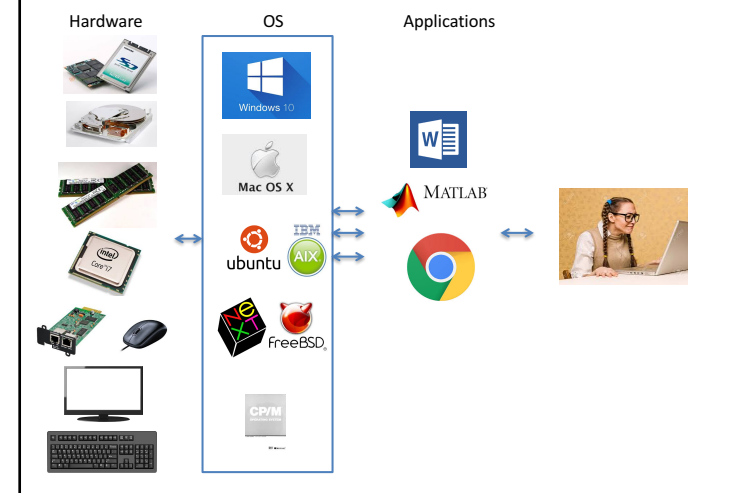 Hardware
OS
Applications
Windows 10
Mac OS X
W
MATLAB
intel
Core i7
ubuntu
IBM
AIX
NeXT
FreeBSD
CP/M